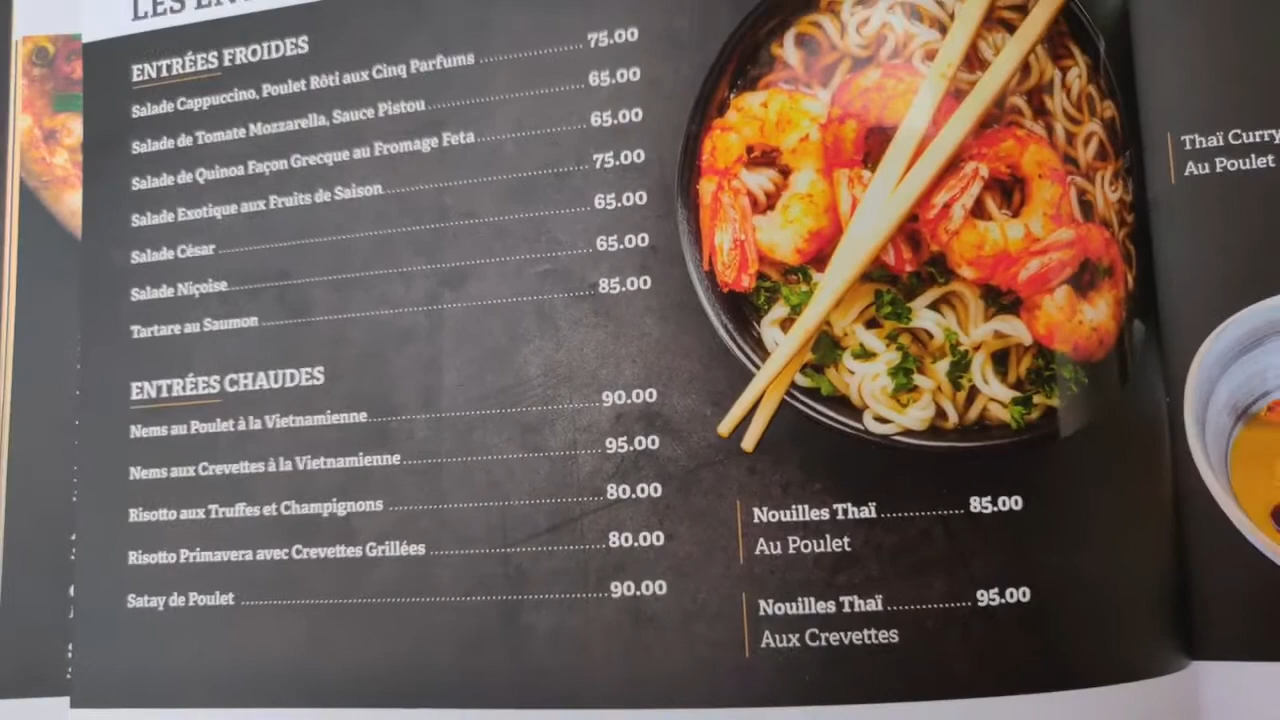 ENTRÉES FROIDES
Salade Cappuccino, Poulet Rôti aux Cinq Parfums 75.00
Salade de Tomate Mozzarella, Sauce Pistou 65.00
Salade de Quinoa Façon Grecque au Fromage Feta 65.00
Salade Exotique aux Fruits de Saison 75.00
Salade César 65.00
Salade Niçoise 65.00
Tartare au Saumon 85.00
ENTRÉES CHAUDES
Nems au Poulet à la Vietnamienne 90.00
Nems aux Crevettes à la Vietnamienne 95.00
Risotto aux Truffes et Champignons 80.00
Risotto Primavera avec Crevettes Grillées 80.00
Satay de Poulet 90.00
Nouilles Thaï 85.00
Au Poulet
Nouilles Thaï 95.00
Aux Crevettes
Thaï Curry
Au Poulet